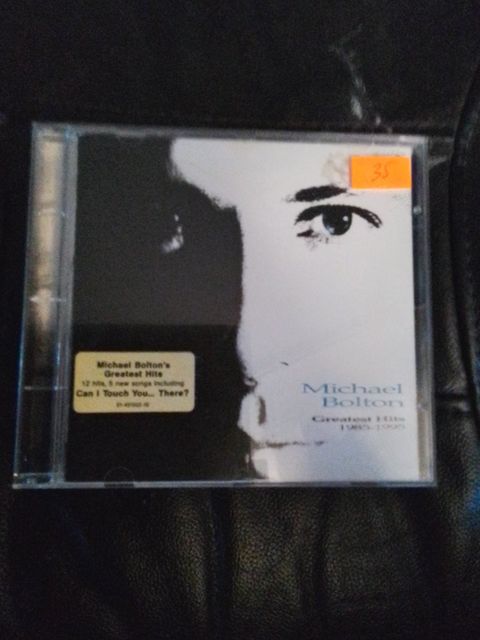 35
Michael Bolton's
Greatest Hits
12 hits, 5 new songs including
Can I Touch You... There?
Michael
Bolton
Greatest Hits
1985-1995